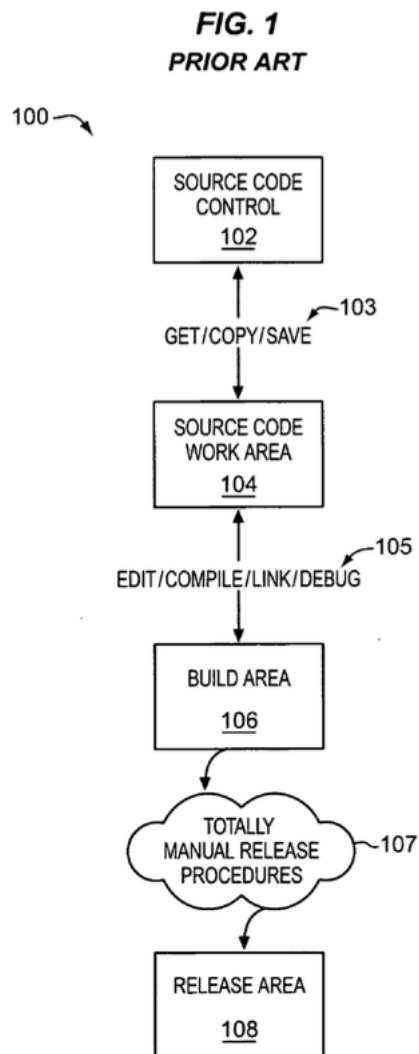 FIG. 1
PRIOR ART
100
SOURCE CODE
CONTROL
102
103
GET/COPY/SAVE
SOURCE CODE
WORK AREA
104
105
EDIT/COMPILE/LINK/DEBUG
BUILD AREA
106
TOTALLY
MANUAL RELEASE
PROCEDURES
107
RELEASE AREA
108